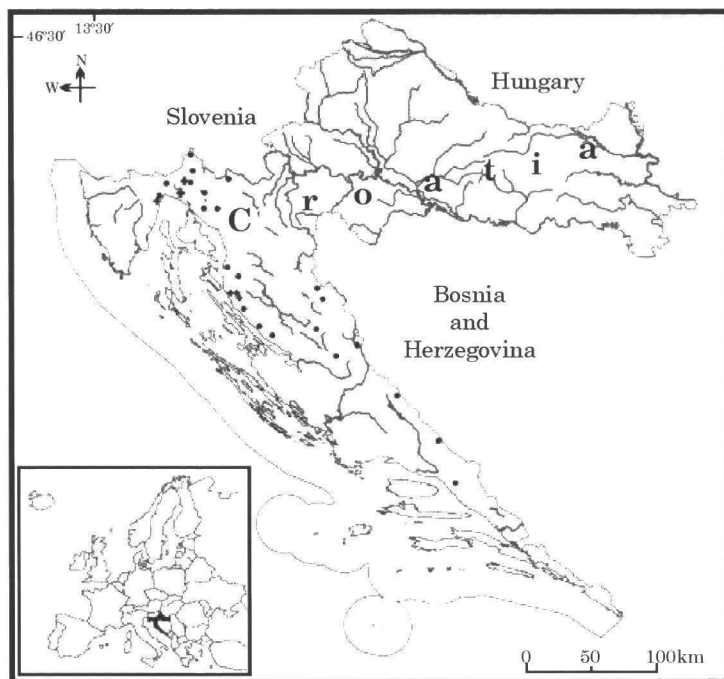 13°30'
46°30'
N
W
Hungary
Slovenia
C r o a t i a
Bosnia
and
Herzegovina
0 50 100km